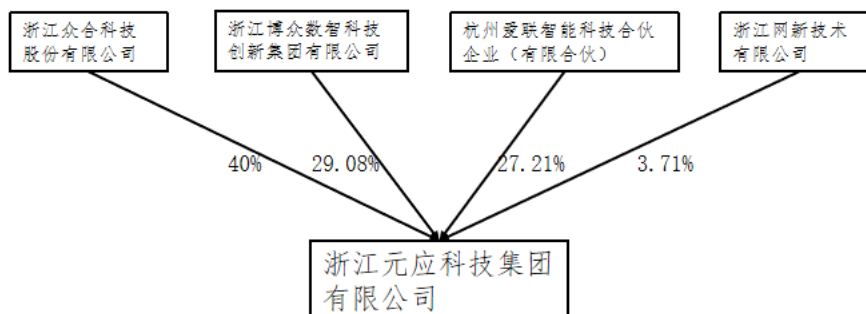 浙江众合科技
股份有限公司
浙江博众数智科技
创新集团有限公司
杭州爱联智能科技合伙
企业（有限合伙）
浙江网新技术
有限公司
40%
29.08%
27.21%
3.71%
浙江元应科技集团
有限公司